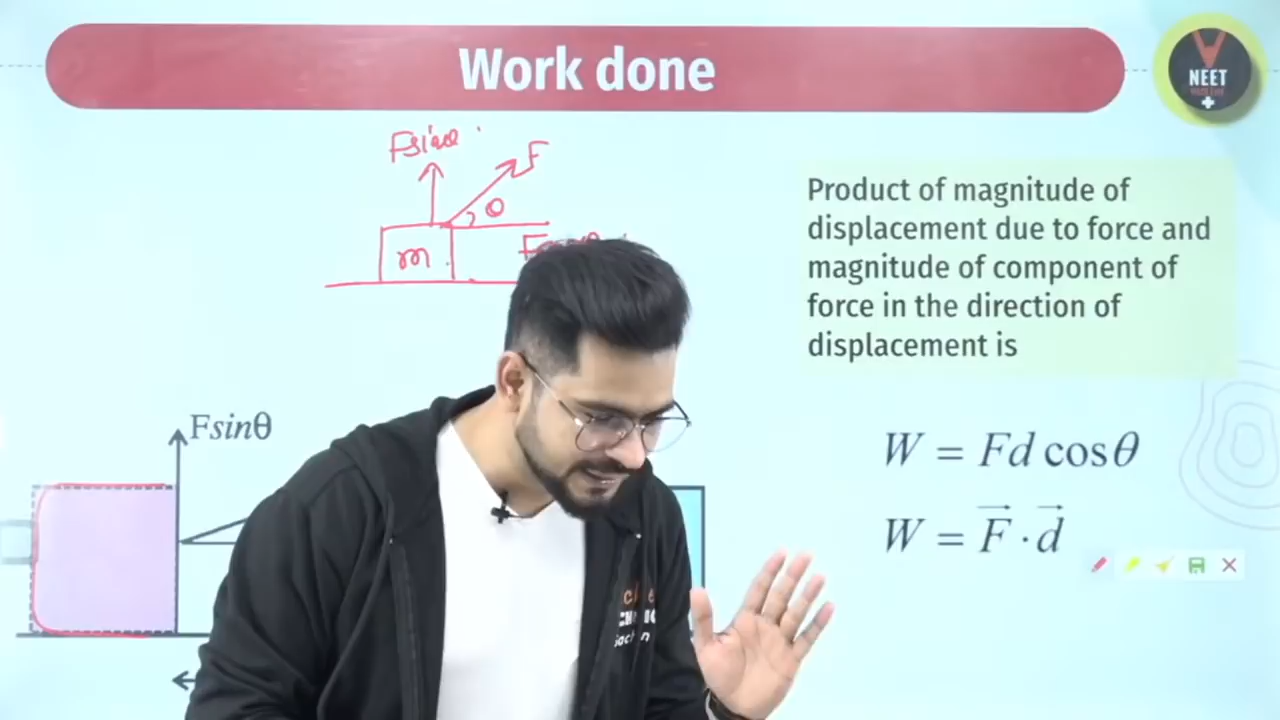 Work done
NEET
Fsinθ
F
θ
m
Product of magnitude of
displacement due to force and
magnitude of component of
force in the direction of
displacement is
Fsinθ
W = Fd cosθ
W = F⃗ · d⃗